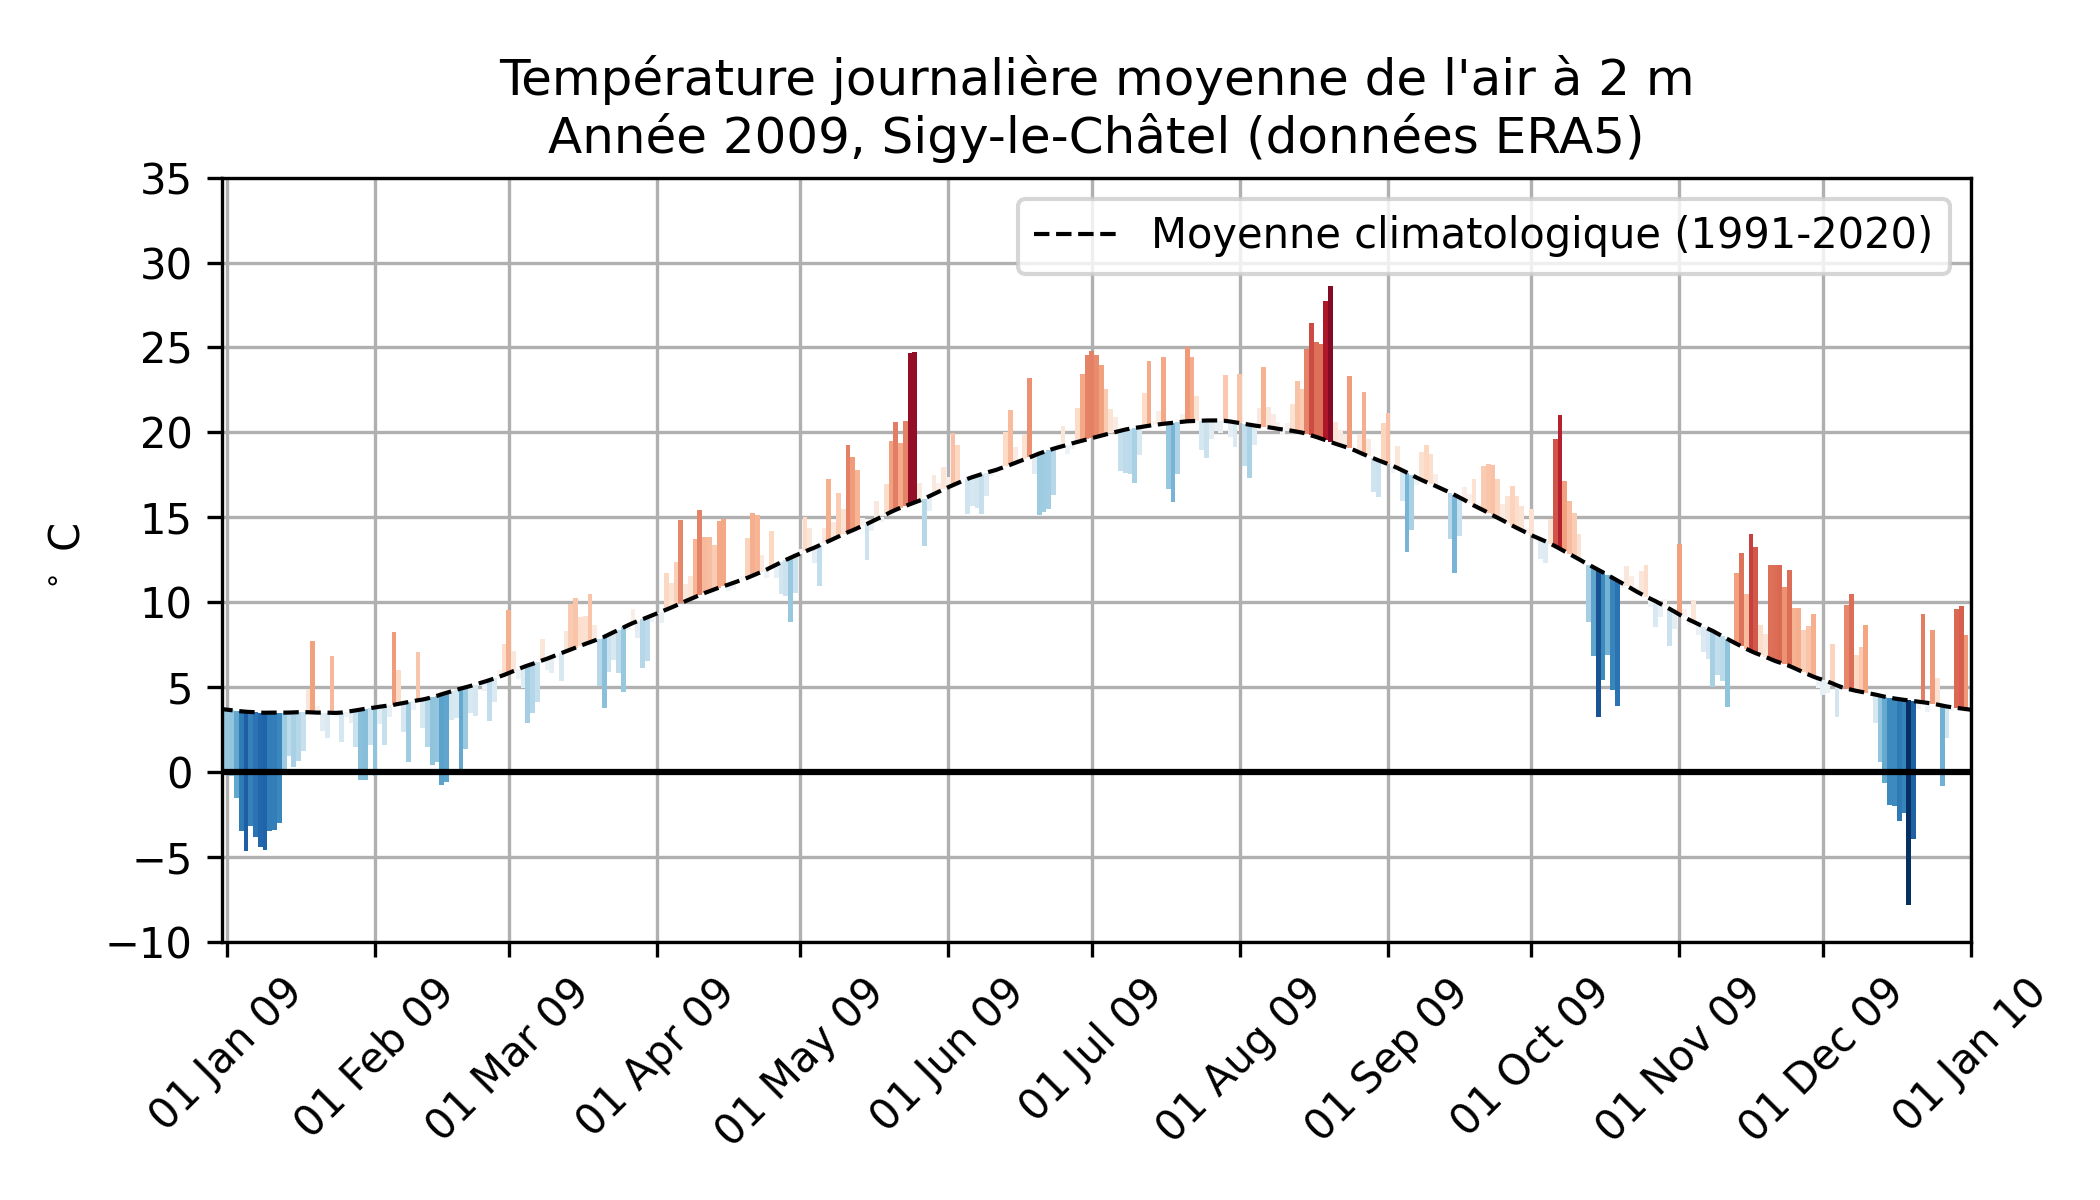 Température journalière moyenne de l'air à 2 m
Année 2009, Sigy-le-Châtel (données ERA5)
Moyenne climatologique (1991-2020)
° C
35
30
25
20
15
10
5
0
−5
−10
01 Jan 09
01 Feb 09
01 Mar 09
01 Apr 09
01 May 09
01 Jun 09
01 Jul 09
01 Aug 09
01 Sep 09
01 Oct 09
01 Nov 09
01 Dec 09
01 Jan 10